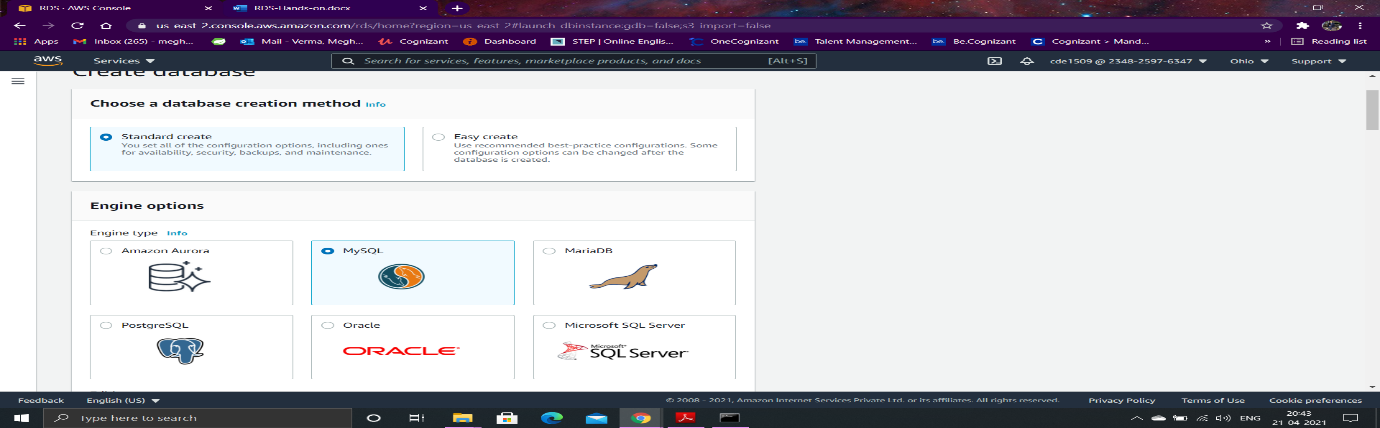 RDS - AWS Console
RDS-Hands-on.docx
us-east-2.console.aws.amazon.com/rds/home?region=us-east-2#launch-dbinstance:gdb=false;s3-import=false
Apps
Inbox (265) - megh...
Mail - Verma, Megh...
Cognizant
Dashboard
STEP | Online Englis...
OneCognizant
Talent Management...
Be.Cognizant
Cognizant > Mand...
»
Reading list
aws
Services
Search for services, features, marketplace products, and docs
[Alt+S]
cde1509 @ 2348-2597-6347
Ohio
Support
Create database
Choose a database creation method Info
Standard create
You set all of the configuration options, including ones
for availability, security, backups, and maintenance.
Easy create
Use recommended best-practice configurations. Some
configuration options can be changed after the
database is created.
Engine options
Engine type Info
Amazon Aurora
MySQL
MariaDB
PostgreSQL
Oracle
ORACLE
Microsoft SQL Server
Microsoft
SQL Server
Feedback
English (US)
© 2008 - 2021, Amazon Internet Services Private Ltd. or its affiliates. All rights reserved.
Privacy Policy
Terms of Use
Cookie preferences
Type here to search
ENG
20:43
21-04-2021